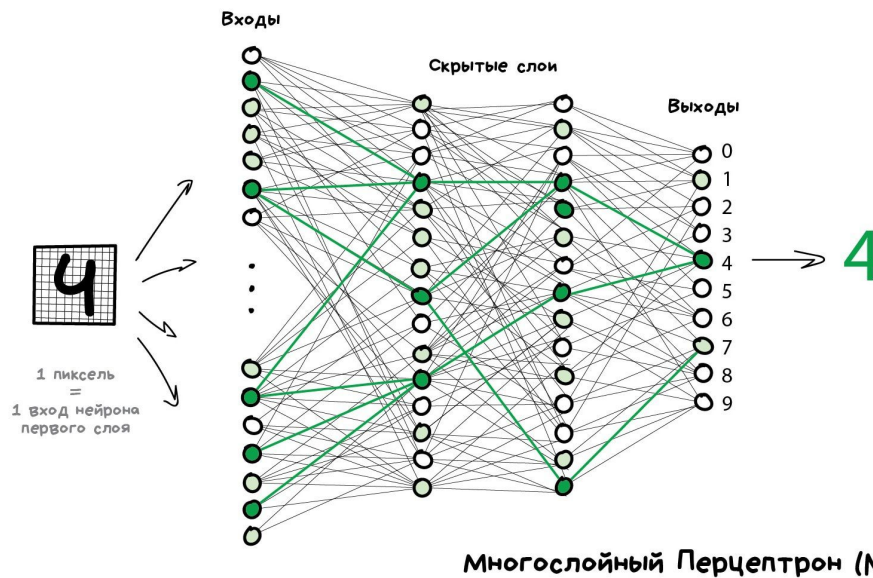 Входы
Скрытые слои
Выходы
0
1
2
3
4
5
6
7
8
9
4
4
1 пиксель
=
1 вход нейрона
первого слоя
Многослойный Перцептрон (